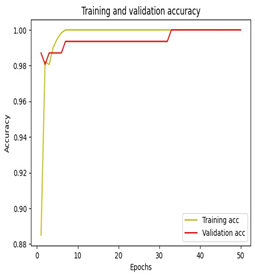 Training and validation accuracy
1.00
0.98
0.96
0.94
0.92
0.90
0.88
Accuracy
0 10 20 30 40 50
Epochs
Training acc
Validation acc